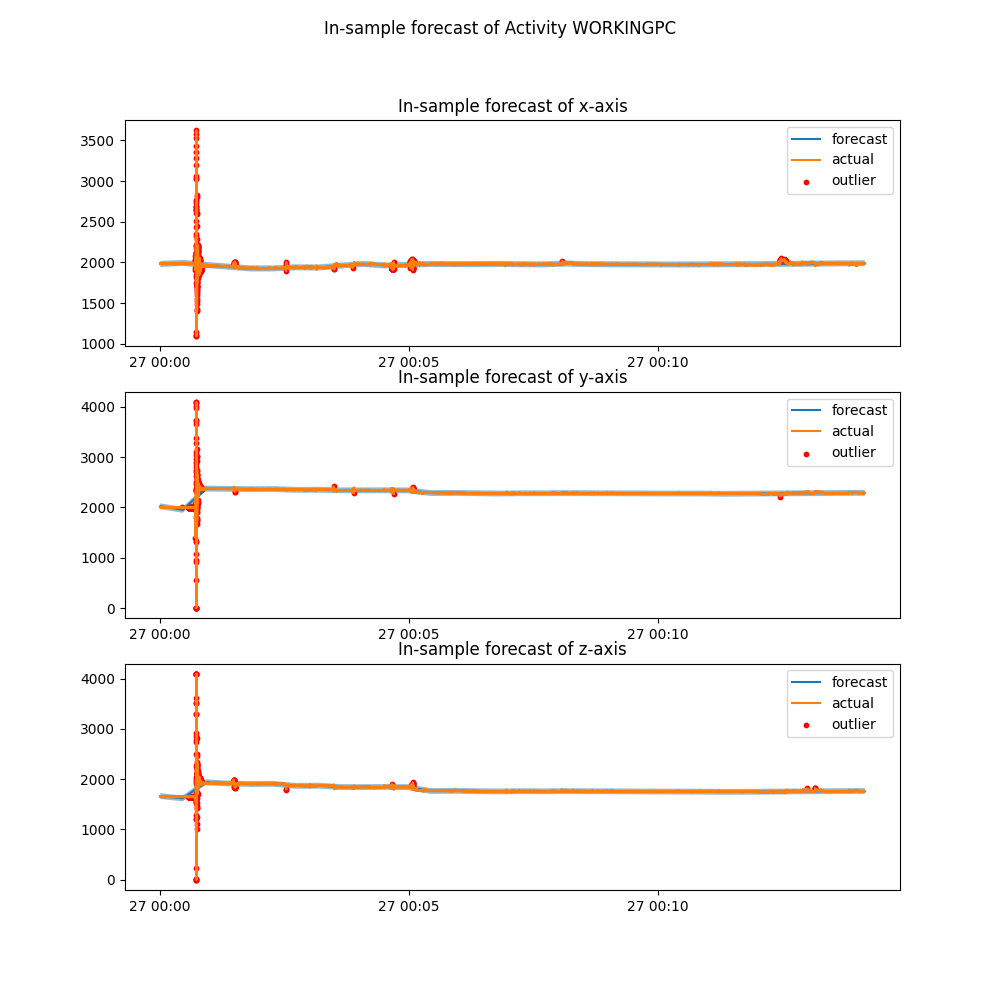 In-sample forecast of Activity WORKINGPC
In-sample forecast of x-axis
3500
3000
2500
2000
1500
1000
forecast
actual
outlier
27 00:00
27 00:05
27 00:10
In-sample forecast of y-axis
4000
3000
2000
1000
0
forecast
actual
outlier
27 00:00
27 00:05
27 00:10
In-sample forecast of z-axis
4000
3000
2000
1000
0
forecast
actual
outlier
27 00:00
27 00:05
27 00:10